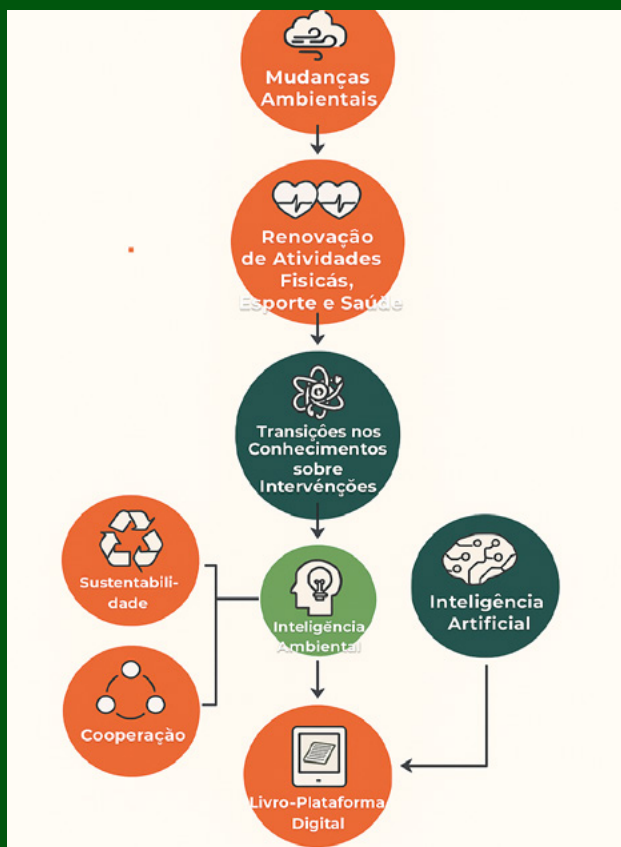 Mudanças
Ambientais
Renovação
de Atividades
Fisicás,
Esporte e Saúde
Transições nos
Conhecimentos
sobre
Intervénções
Sustentabili-
dade
Inteligência
Ambiental
Inteligência
Artificial
Cooperação
Livro-Plataforma
Digital